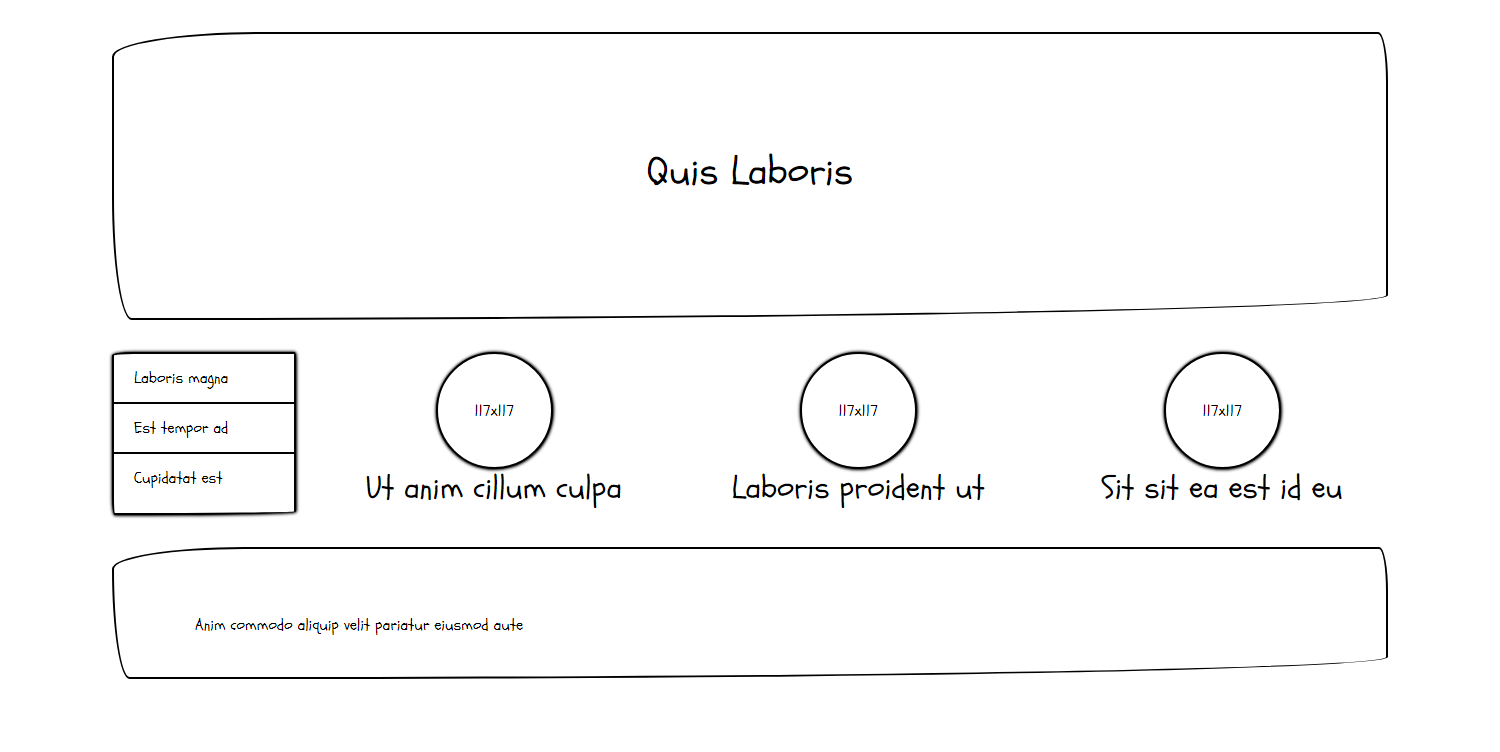 Quis Laboris
Laboris magna
Est tempor ad
Cupidatat est
117x117
Ut anim cillum culpa
117x117
Laboris proident ut
117x117
Sit sit ea est id eu
Anim commodo aliquip velit pariatur eiusmod aute